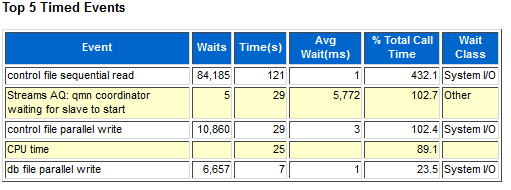 Top 5 Timed Events
Event Waits Time(s) Avg Wait(ms) % Total Call Time Wait Class
control file sequential read 84,185 121 1 432.1 System I/O
Streams AQ: qmn coordinator waiting for slave to start 5 29 5,772 102.7 Other
control file parallel write 10,860 29 3 102.4 System I/O
CPU time 25 89.1
db file parallel write 6,657 7 1 23.5 System I/O